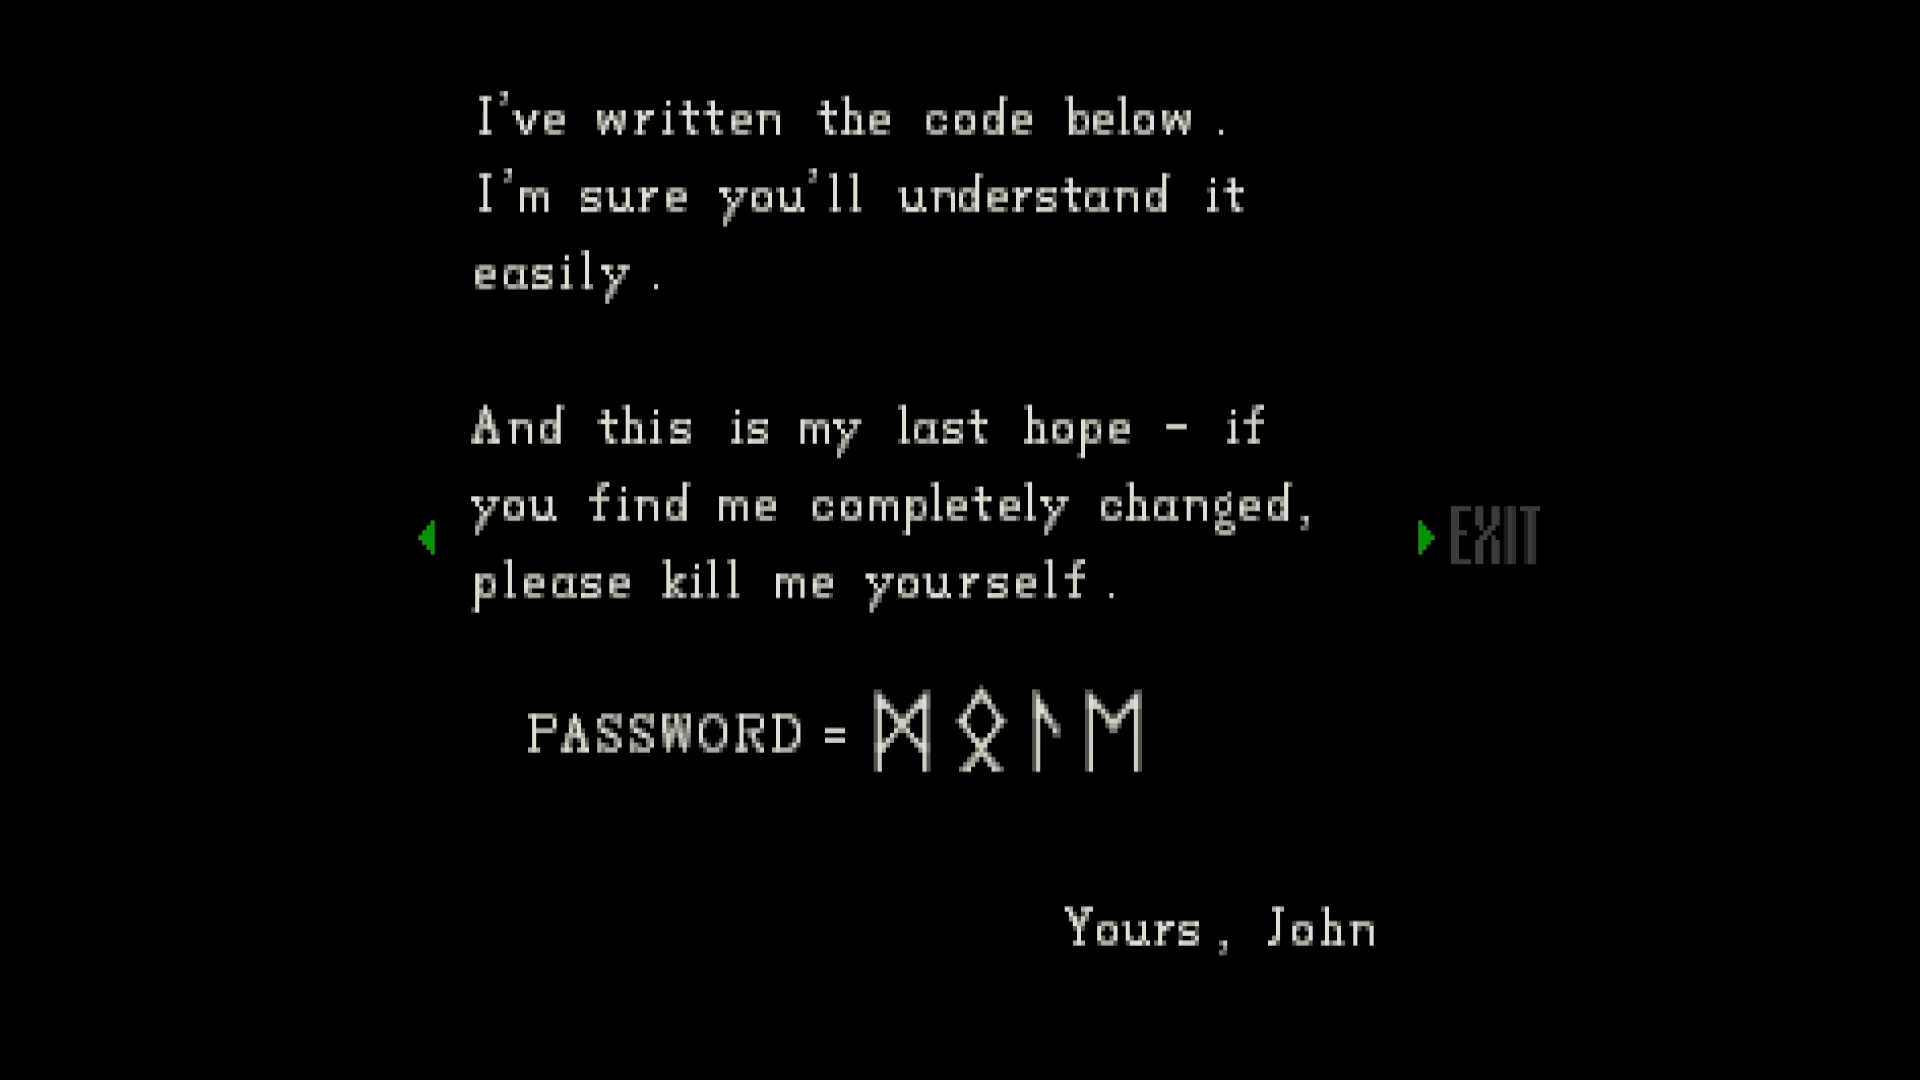 I've written the code below.
I'm sure you'll understand it
easily.
And this is my last hope - if
you find me completely changed,
please kill me yourself.
PASSWORD = ᛗᛟᛚᛖ
Yours, John
EXIT